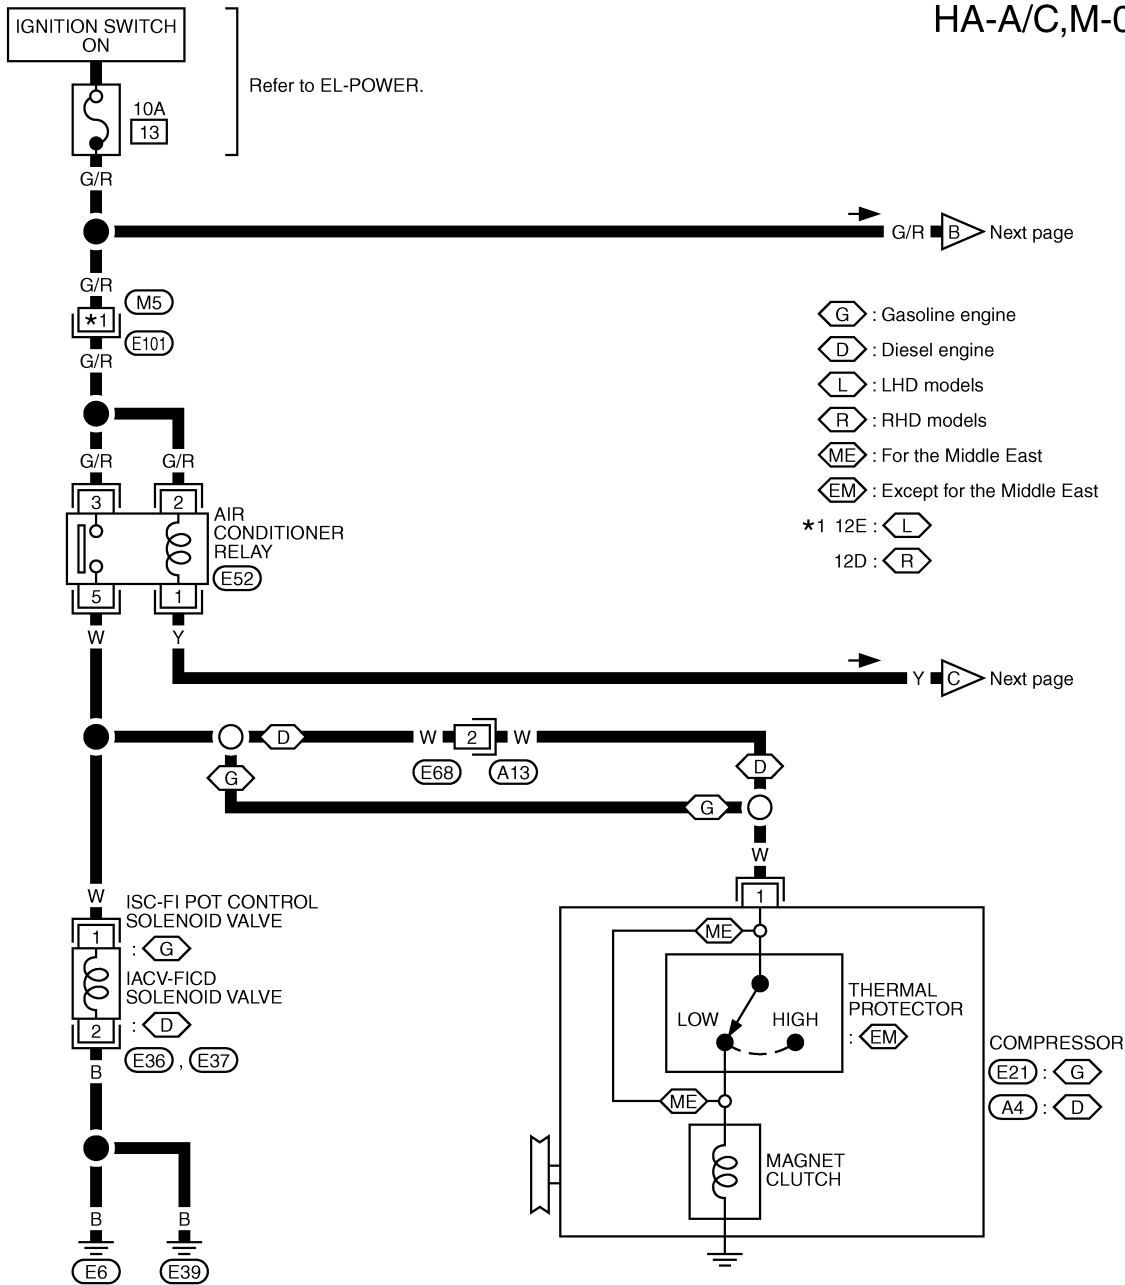 HA-A/C,M-0
IGNITION SWITCH
ON
Refer to EL-POWER.
10A
13
G/R
G/R
B
Next page
G/R
M5
*1
E101
G/R
G : Gasoline engine
D : Diesel engine
L : LHD models
R : RHD models
ME : For the Middle East
EM : Except for the Middle East
*1 12E : L
12D : R
G/R
G/R
3
2
AIR
CONDITIONER
RELAY
E52
5
1
W
Y
Y
C
Next page
D
W
2
W
E68
A13
D
G
G
W
W
1
ISC-FI POT CONTROL
SOLENOID VALVE
: G
IACV-FICD
SOLENOID VALVE
: D
1
2
E36 , E37
B
B
B
E6
E39
ME
LOW
HIGH
THERMAL
PROTECTOR
: EM
ME
MAGNET
CLUTCH
COMPRESSOR
E21 : G
A4 : D